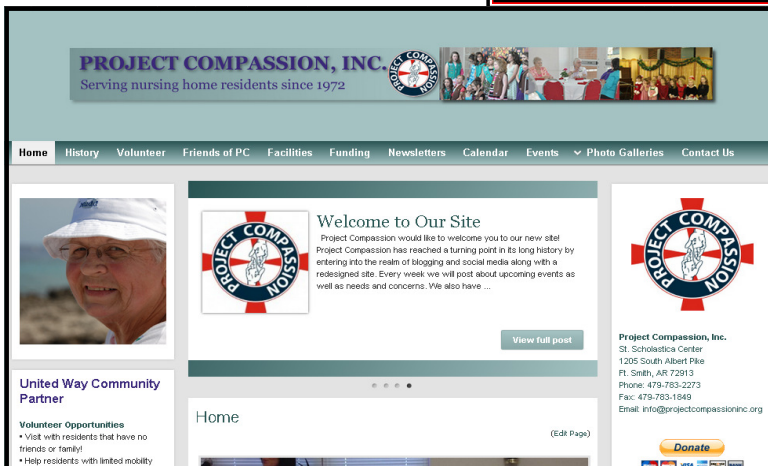 PROJECT COMPASSION, INC.
Serving nursing home residents since 1972
PROJECT COMPASSION
Home History Volunteer Friends of PC Facilities Funding Newsletters Calendar Events Photo Galleries Contact Us
United Way Community
Partner
Volunteer Opportunities
• Visit with residents that have no
friends or family!
• Help residents with limited mobility
PROJECT COMPASSION
Welcome to Our Site
Project Compassion would like to welcome you to our new site!
Project Compassion has reached a turning point in its long history by
entering into the realm of blogging and social media along with a
redesigned site. Every week we will post about upcoming events as
well as needs and concerns. We also have ...
View full post
Home
(Edit Page)
PROJECT COMPASSION
Project Compassion, Inc.
St. Scholastica Center
1205 South Albert Pike
Ft. Smith, AR 72913
Phone: 479-783-2273
Fax: 479-783-1849
Email: info@projectcompassioninc.org
Donate